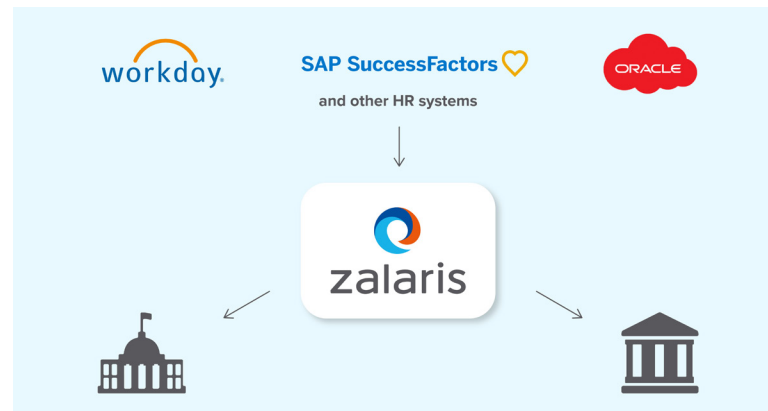 workday.
SAP SuccessFactors
ORACLE
and other HR systems
zalaris